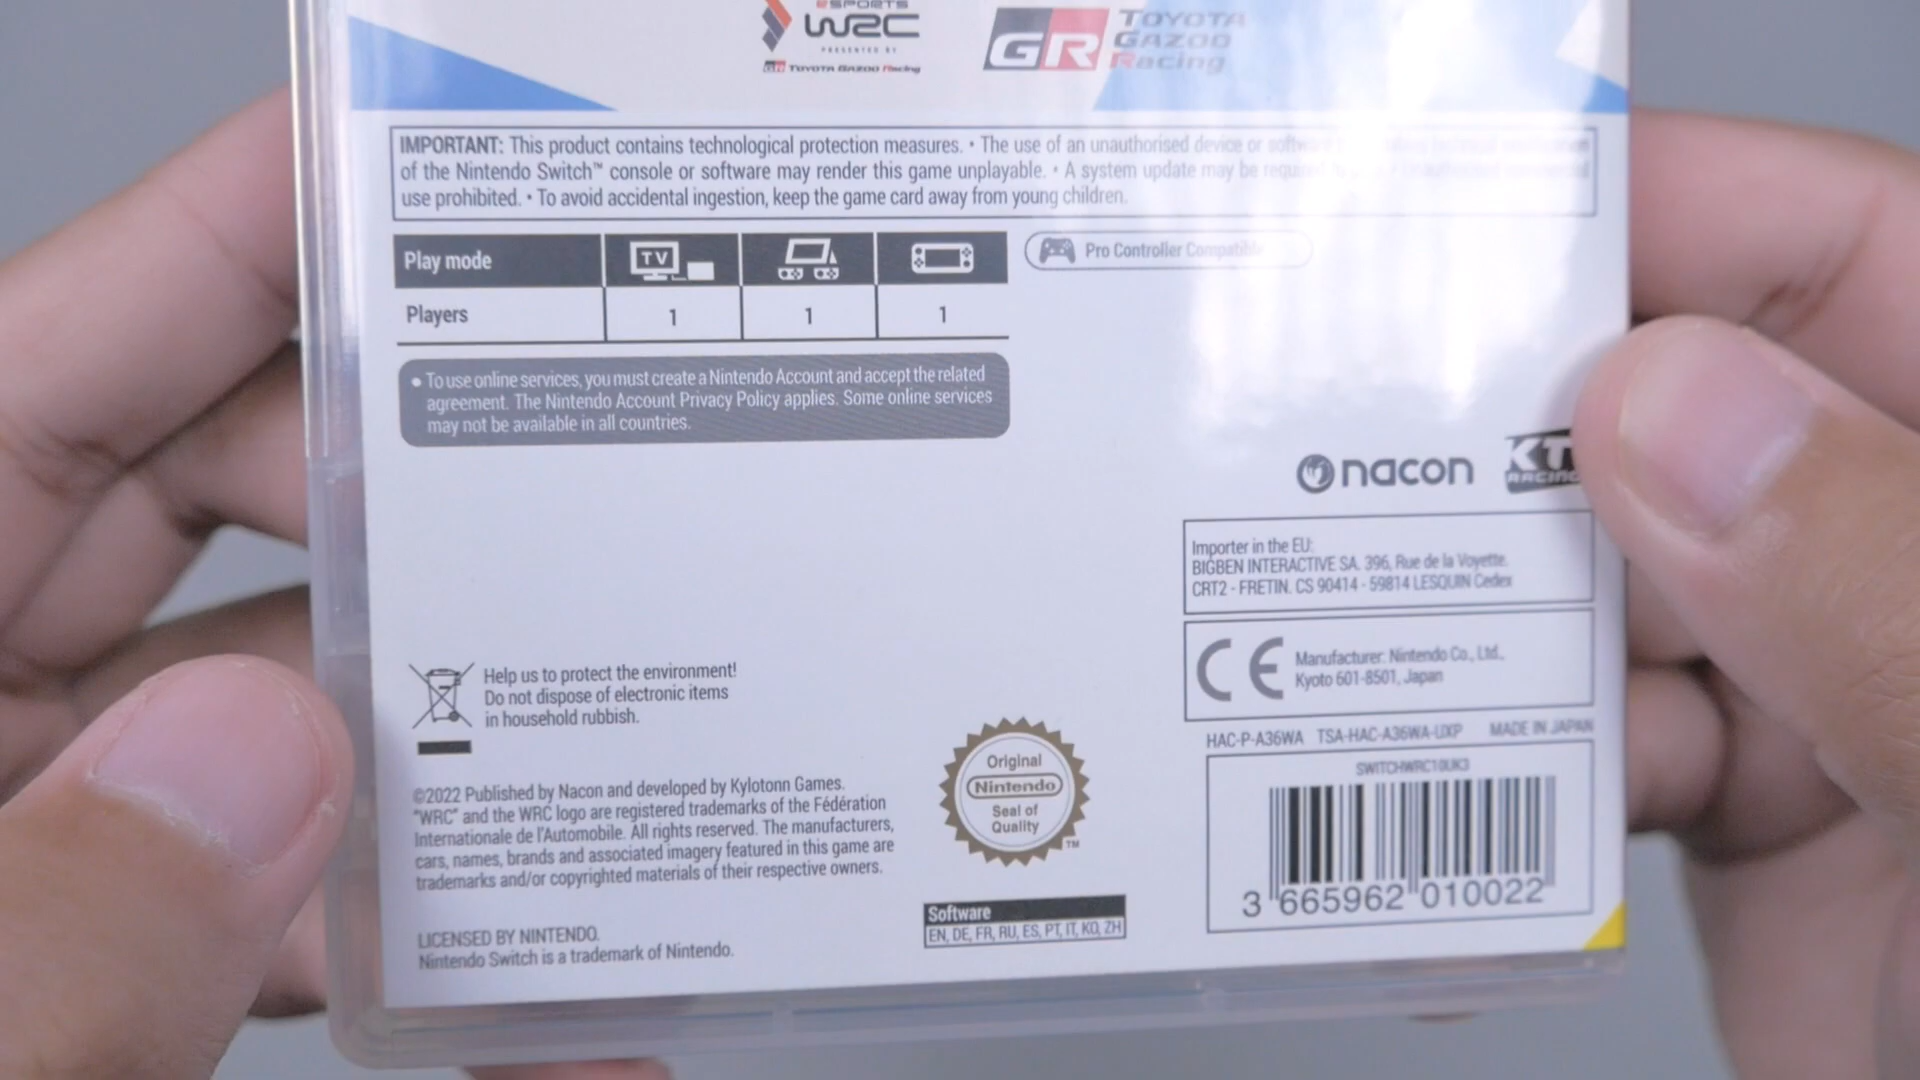 eSPORTS
WRC
PRESENTED BY
GR TOYOTA GAZOO Racing
GR TOYOTA
GAZOO
Racing
IMPORTANT: This product contains technological protection measures. • The use of an unauthorised device or software
of the Nintendo Switch™ console or software may render this game unplayable. • A system update may be required
use prohibited. • To avoid accidental ingestion, keep the game card away from young children.
Play mode TV
Players 1 1 1
Pro Controller Compatible
• To use online services, you must create a Nintendo Account and accept the related
agreement. The Nintendo Account Privacy Policy applies. Some online services
may not be available in all countries.
nacon
KT
RACING
Importer in the EU:
BIGBEN INTERACTIVE SA. 396, Rue de la Voyette.
CRT2 - FRETIN. CS 90414 - 59814 LESQUIN Cedex
CE Manufacturer: Nintendo Co., Ltd.,
Kyoto 601-8501, Japan
Help us to protect the environment!
Do not dispose of electronic items
in household rubbish.
HAC-P-A36WA TSA-HAC-A36WA-UXP MADE IN JAPAN
SWITCHWRC10UK3
3 665962 010022
Original
Nintendo
Seal of
Quality
TM
©2022 Published by Nacon and developed by Kylotonn Games.
"WRC" and the WRC logo are registered trademarks of the Fédération
Internationale de l'Automobile. All rights reserved. The manufacturers,
cars, names, brands and associated imagery featured in this game are
trademarks and/or copyrighted materials of their respective owners.
Software
EN, DE, FR, RU, ES, PT, IT, KO, ZH
LICENSED BY NINTENDO.
Nintendo Switch is a trademark of Nintendo.